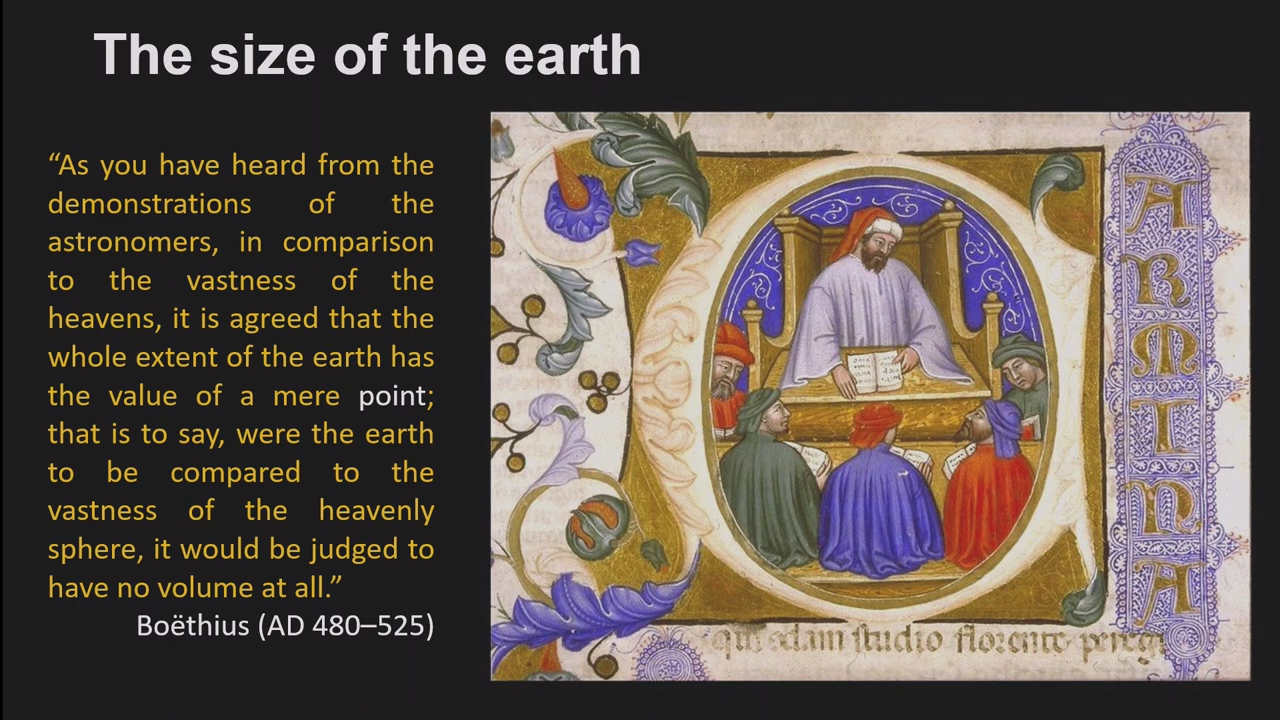 The size of the earth
“As you have heard from the
demonstrations of the
astronomers, in comparison
to the vastness of the
heavens, it is agreed that the
whole extent of the earth has
the value of a mere point;
that is to say, were the earth
to be compared to the
vastness of the heavenly
sphere, it would be judged to
have no volume at all.”
Boëthius (AD 480–525)
ARMINA
studio florente